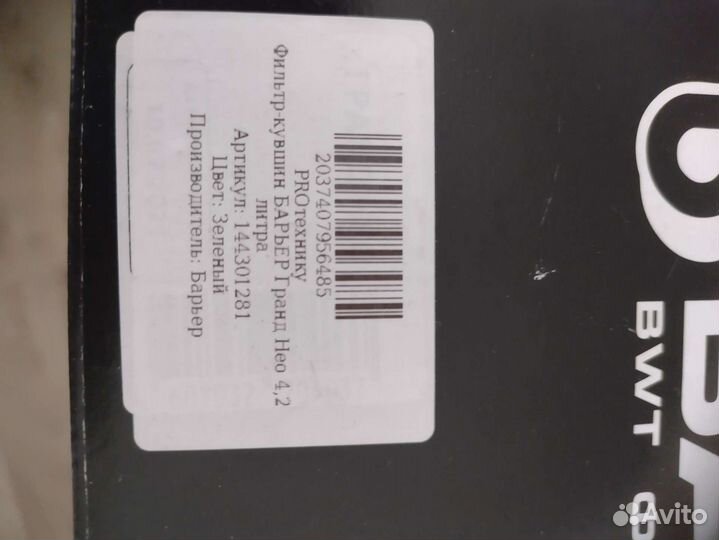 2037407956485
PROтехнику
Фильтр-кувшин БАРЬЕР Гранд Нео 4,2
литра
Артикул: 144301281
Цвет: Зеленый
Производитель: Барьер
BWT
Avito